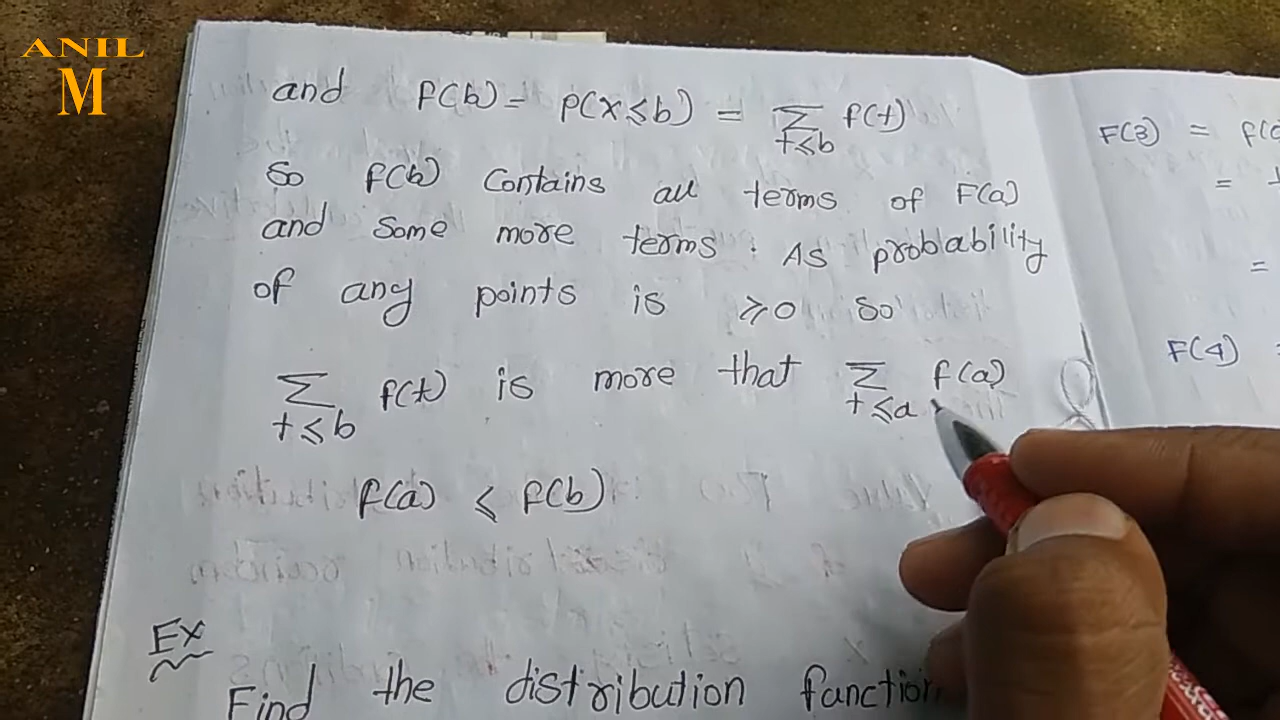 ANIL
M
and f(b) = P(X ≤ b) = ∑ f(t)
t ≤ b
So f(b) Contains all terms of F(a)
and Some more terms . As probability
of any points is ≥ 0 so
∑ f(t) is more that ∑ f(a)
t ≤ b t ≤ a
f(a) ≤ f(b)
Ex
Find the distribution function
F(3) =
=
=
F(4)